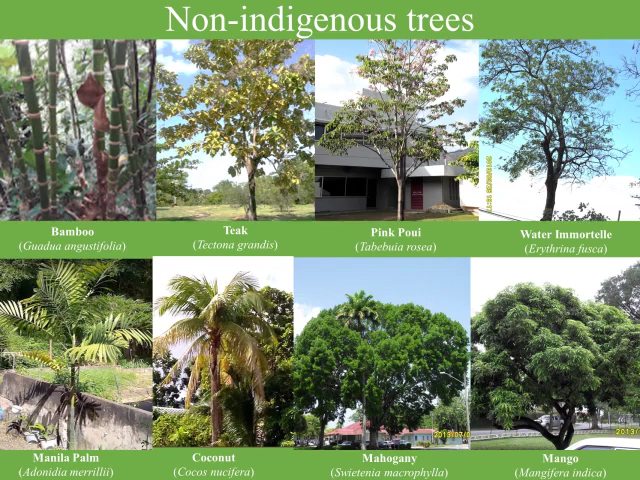 Non-indigenous trees
Bamboo
(Guadua angustifolia)
Teak
(Tectona grandis)
Pink Poui
(Tabebuia rosea)
Water Immortelle
(Erythrina fusca)
Manila Palm
(Adonidia merrillii)
Coconut
(Cocos nucifera)
Mahogany
(Swietenia macrophylla)
Mango
(Mangifera indica)